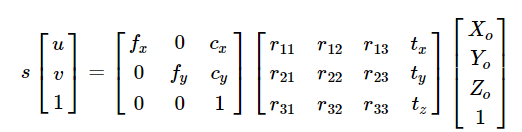 s [ u ; v ; 1 ] = [ f_x 0 c_x ; 0 f_y c_y ; 0 0 1 ] [ r_11 r_12 r_13 t_x ; r_21 r_22 r_23 t_y ; r_31 r_32 r_33 t_z ] [ X_o ; Y_o ; Z_o ; 1 ]